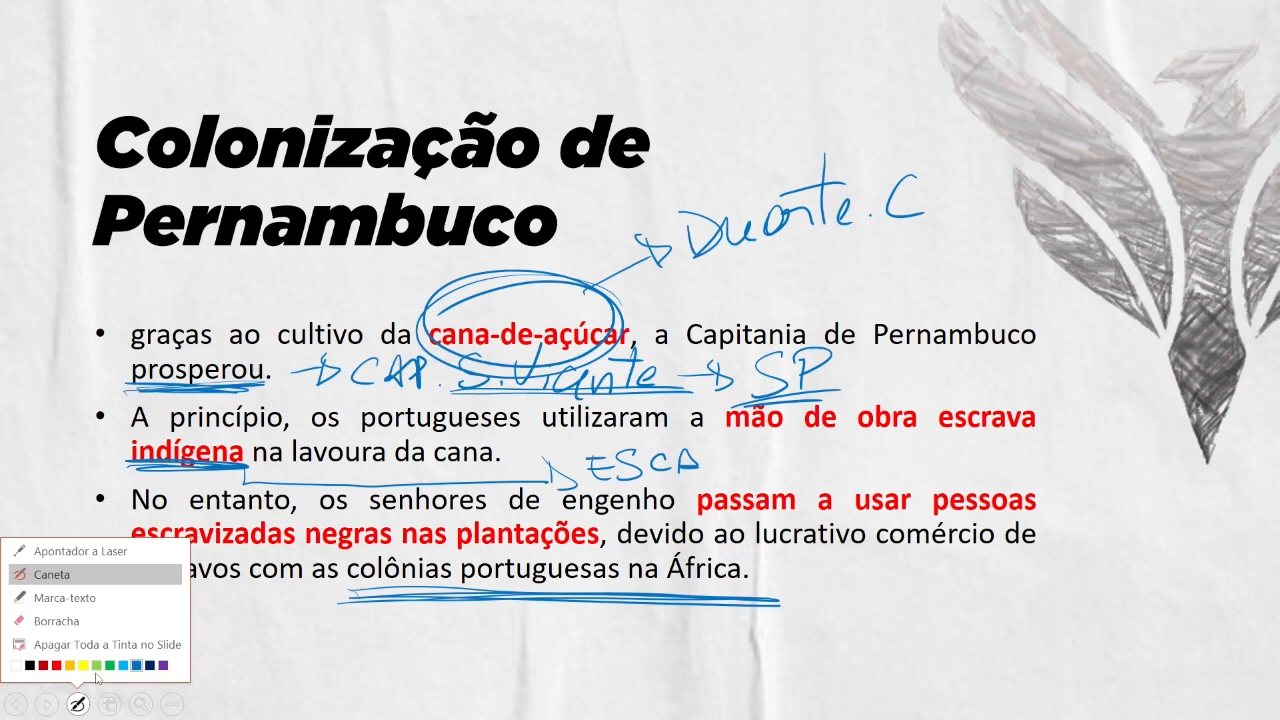 Colonização de
Pernambuco
Duarte. C
• graças ao cultivo da cana-de-açúcar, a Capitania de Pernambuco
prosperou.
CAP. S. Vicente → SP
• A princípio, os portugueses utilizaram a mão de obra escrava
indígena na lavoura da cana.
ESCA
• No entanto, os senhores de engenho passam a usar pessoas
escravizadas negras nas plantações, devido ao lucrativo comércio de
avos com as colônias portuguesas na África.
Apontador a Laser
Caneta
Marca-texto
Borracha
Apagar Toda a Tinta no Slide